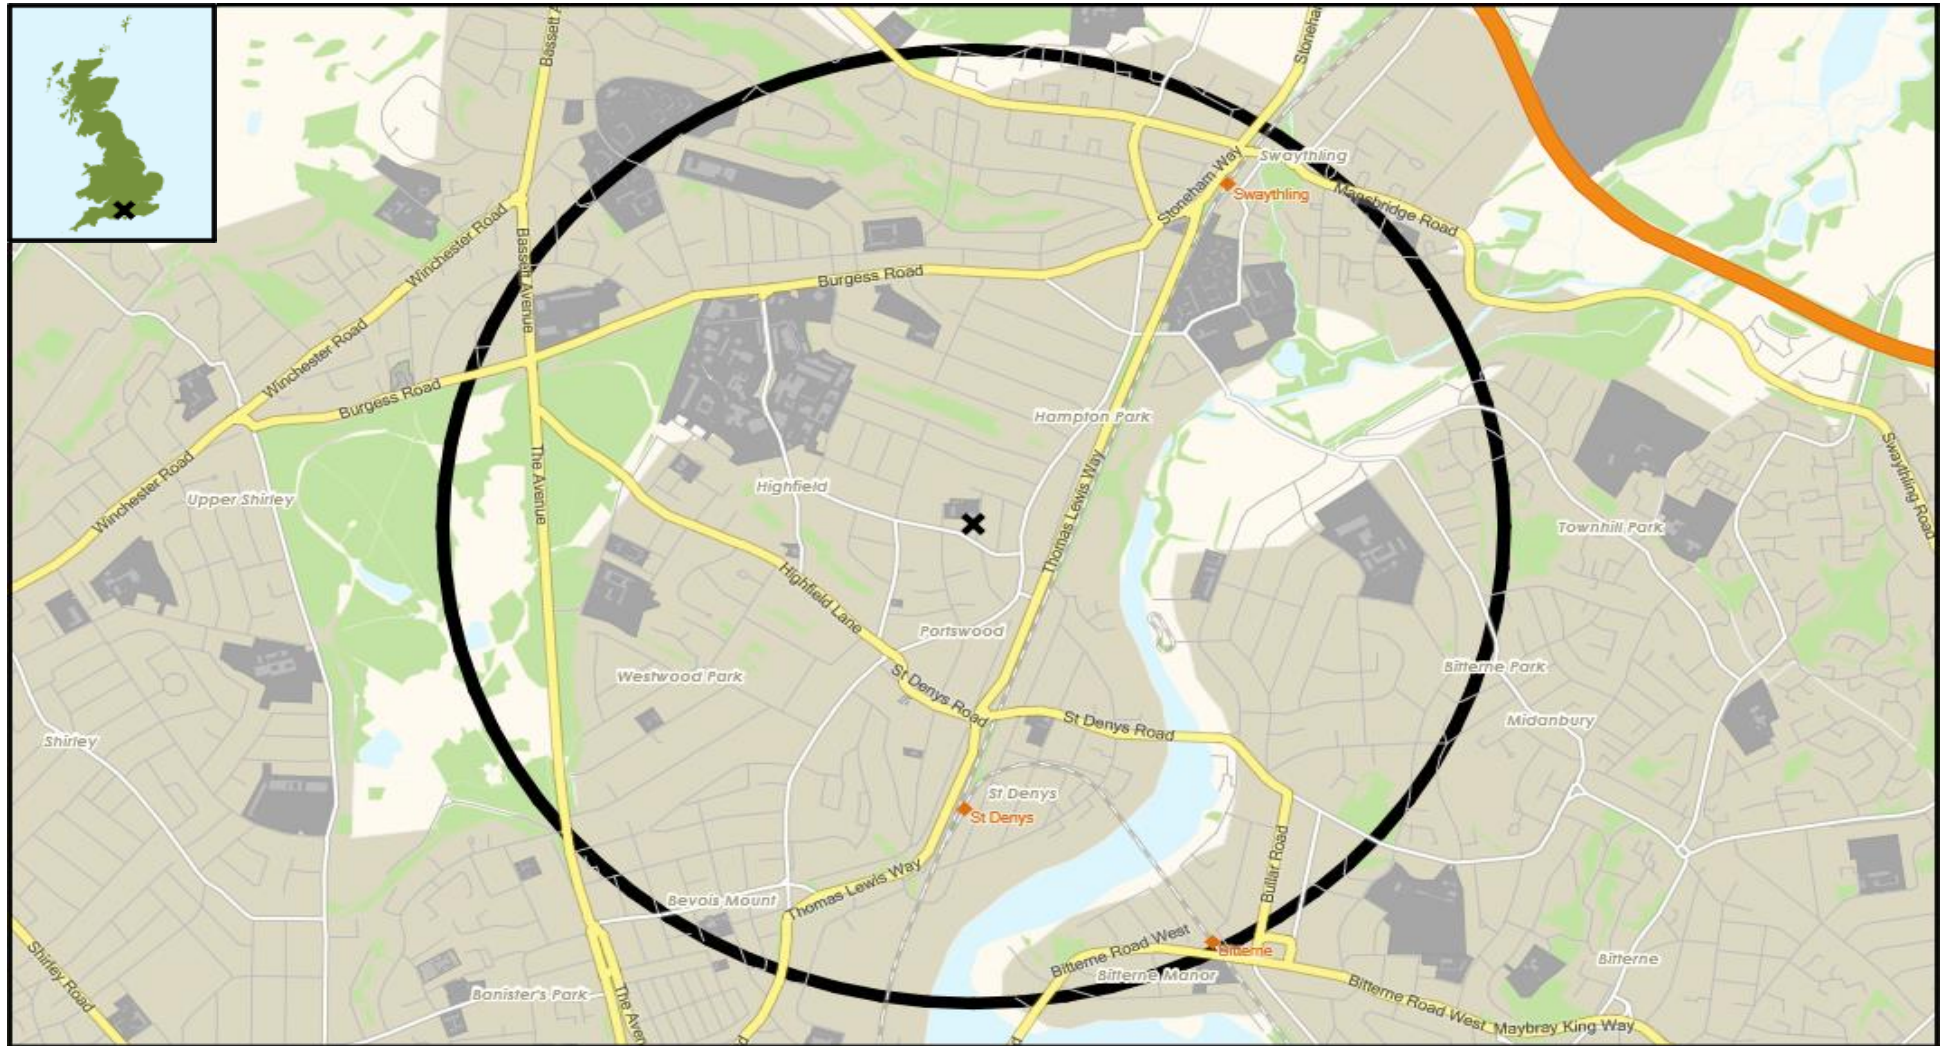 Bassett A
Stoneha
Swaythling
Stoneham Way
Swaythling
Mansbridge Road
Winchester Road
Bassett Avenue
Burgess Road
Winchester Road
Burgess Road
Hampton Park
Winchester Road
Upper Shirley
The Avenue
Highfield
Thomas Lewis Way
Townhill Park
Swaythling Road
Highfield Lane
Portswood
Westwood Park
Bitterne Park
St Denys Road
St Denys Road
Midanbury
Shirley
St Denys
St Denys
Bullar Road
Thomas Lewis Way
Bevois Mount
Bitterne Road West
Bitterne
Bitterne Manor
Bitterne
Shirley Road
Banister's Park
The Aven
Bitterne Road West
Maybray King Way
d
d